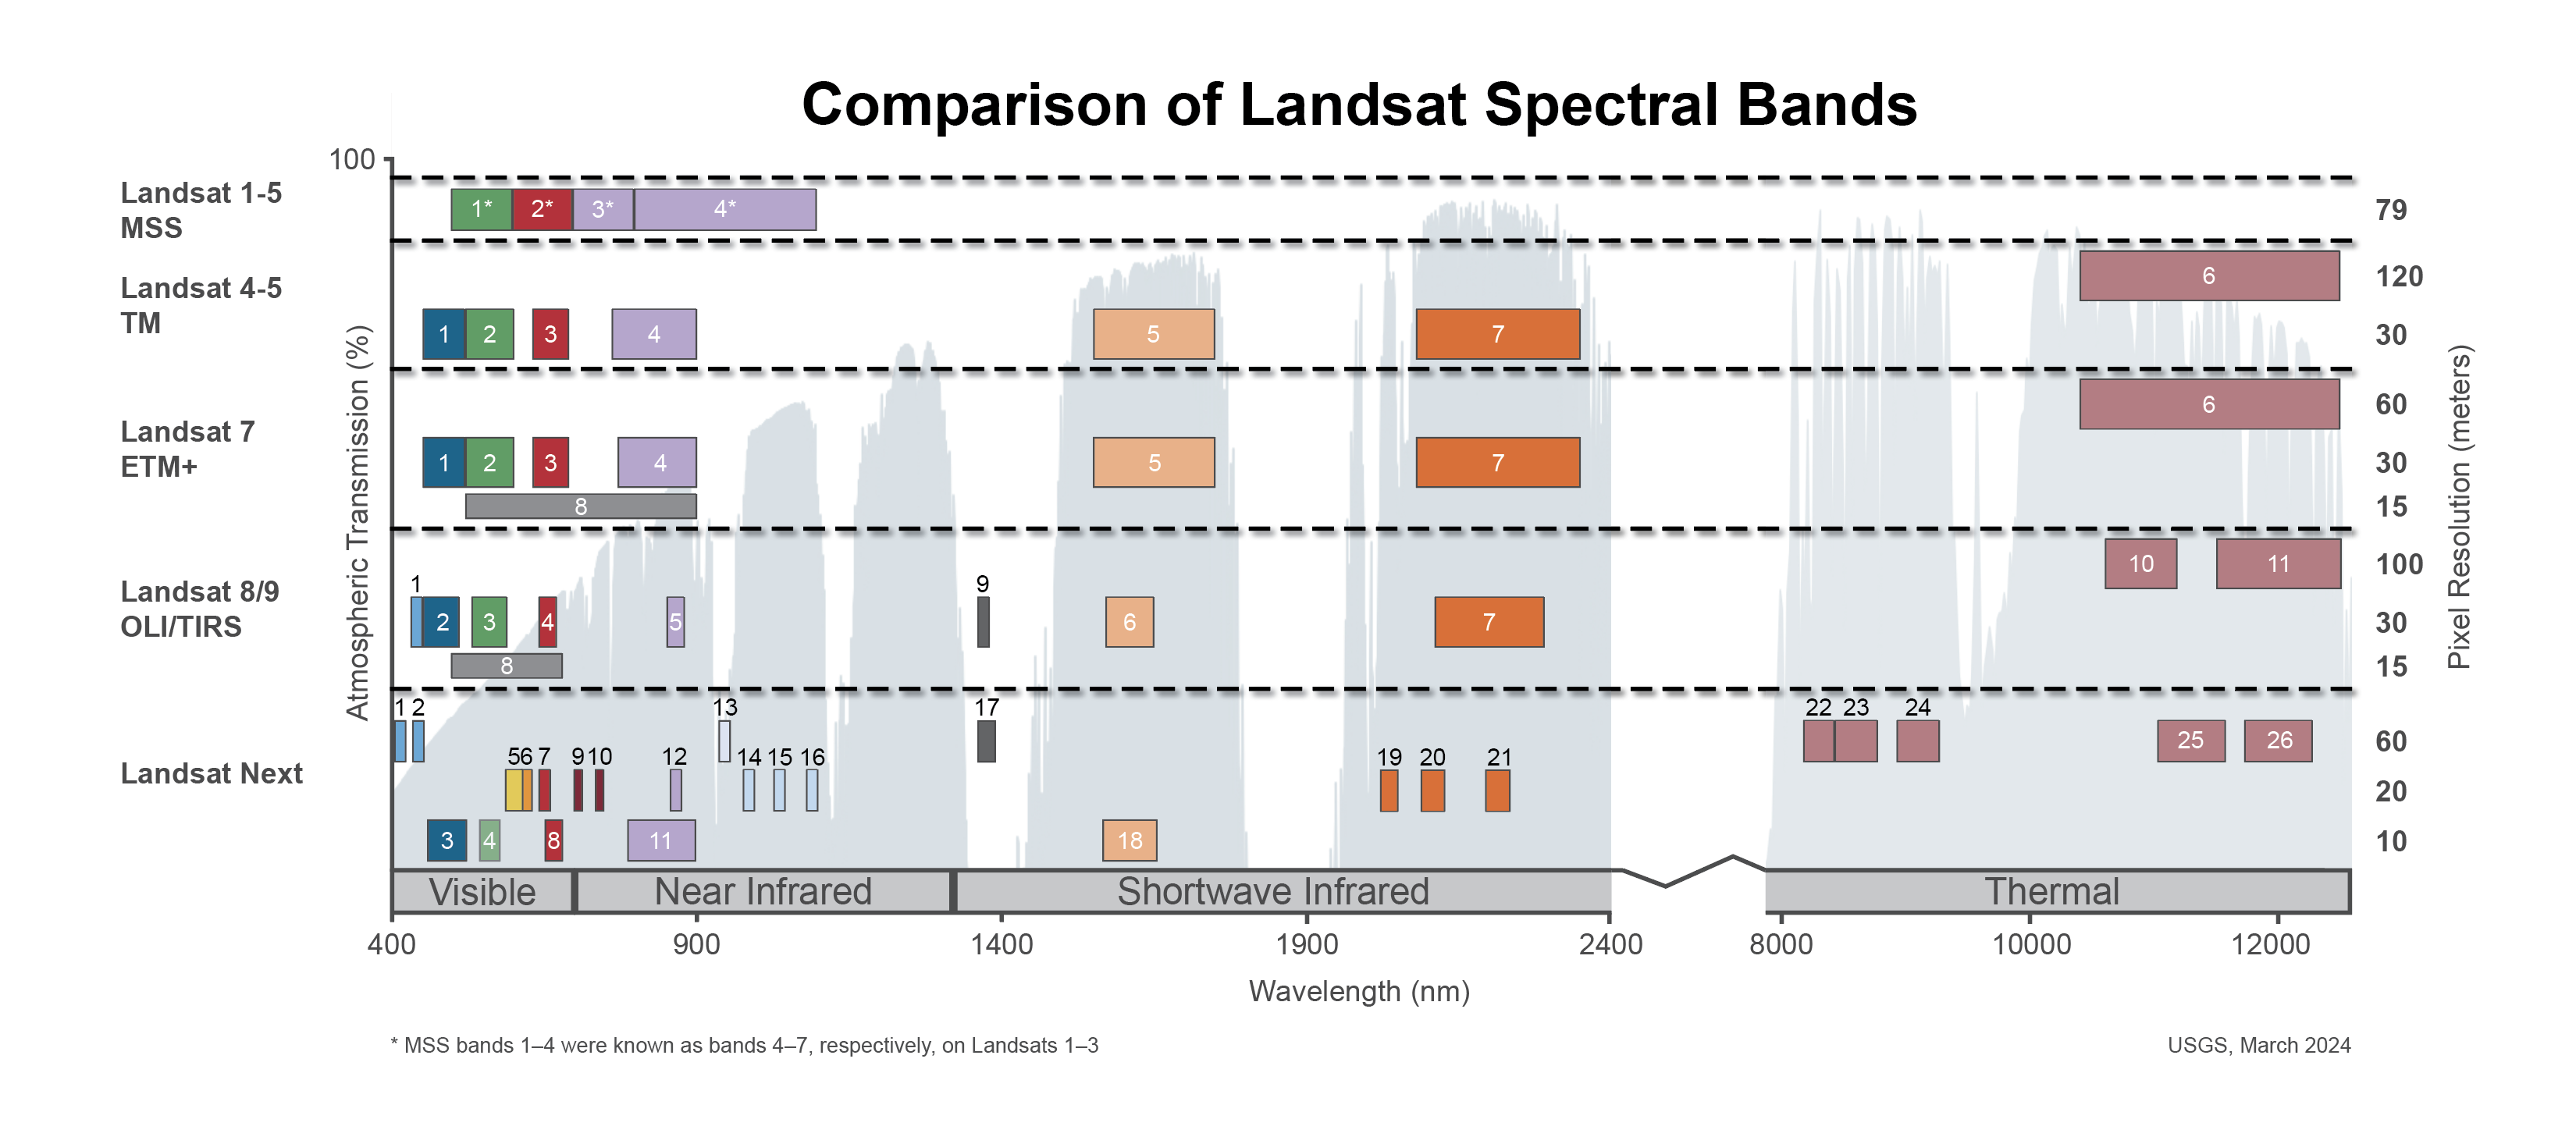 Comparison of Landsat Spectral Bands
100
Landsat 1-5
MSS
1* 2* 3* 4*
79
Landsat 4-5
TM
6
120
1 2 3 4 5 7
30
Landsat 7
ETM+
6
60
1 2 3 4 5 7
30
8
15
Landsat 8/9
OLI/TIRS
10 11
100
1 9
2 3 4 5 6 7
30
8
15
Landsat Next
1 2 13 17 22 23 24
25 26
60
5 6 7 9 10 12 14 15 16 19 20 21
20
3 4 8 11 18
10
Atmospheric Transmission (%)
Pixel Resolution (meters)
Visible Near Infrared Shortwave Infrared Thermal
400 900 1400 1900 2400 8000 10000 12000
Wavelength (nm)
* MSS bands 1–4 were known as bands 4–7, respectively, on Landsats 1–3
USGS, March 2024